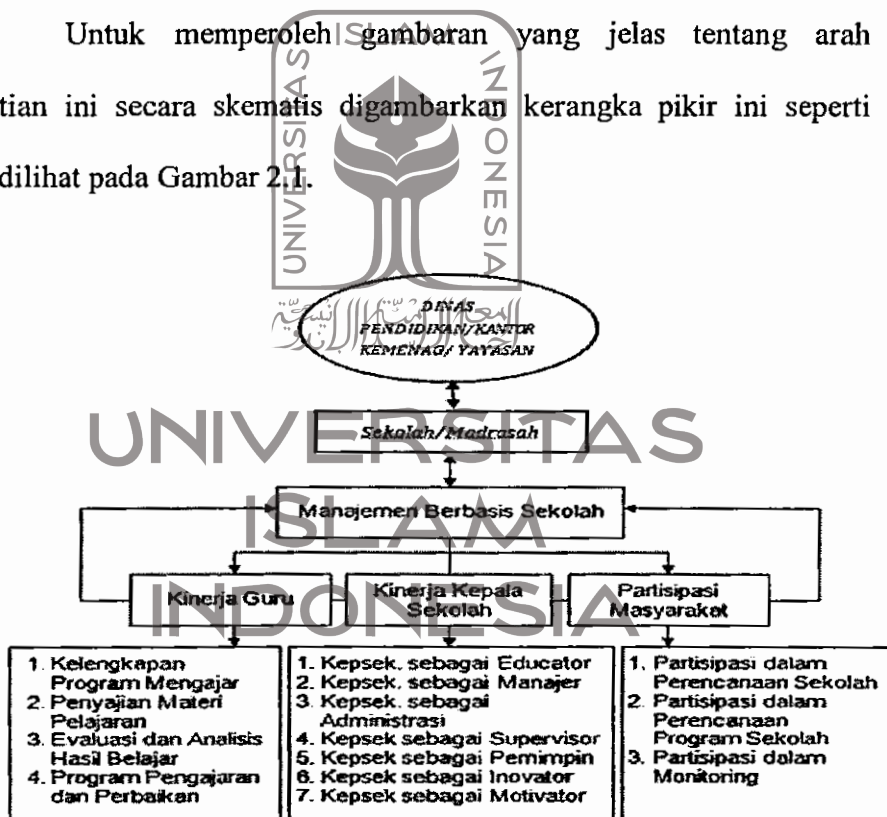 Untuk memperoleh gambaran yang jelas tentang arah
tian ini secara skematis digambarkan kerangka pikir ini seperti
dilihat pada Gambar 2.1.
UNIVERSITAS
ISLAM
INDONESIA
DINAS
PENDIDIKAN/KANTOR
KEMENAG/ YAYASAN
Sekolah/Madrasah
UNIVERSITAS
ISLAM
INDONESIA
Manajemen Berbasis Sekolah
Kinerja Guru
Kinerja Kepala
Sekolah
Partisipasi
Masyarakat
1. Kelengkapan
Program Mengajar
2. Penyajian Materi
Pelajaran
3. Evaluasi dan Analisis
Hasil Belajar
4. Program Pengajaran
dan Perbaikan
1. Kepsek. sebagai Educator
2. Kepsek. sebagai Manajer
3. Kepsek. sebagai
Administrasi
4. Kepsek sebagai Supervisor
5. Kepsek sebagai Pemimpin
6. Kepsek sebagai Inovator
7. Kepsek sebagai Motivator
1. Partisipasi dalam
Perencanaan Sekolah
2. Partisipasi dalam
Perencanaan
Program Sekolah
3. Partisipasi dalam
Monitoring